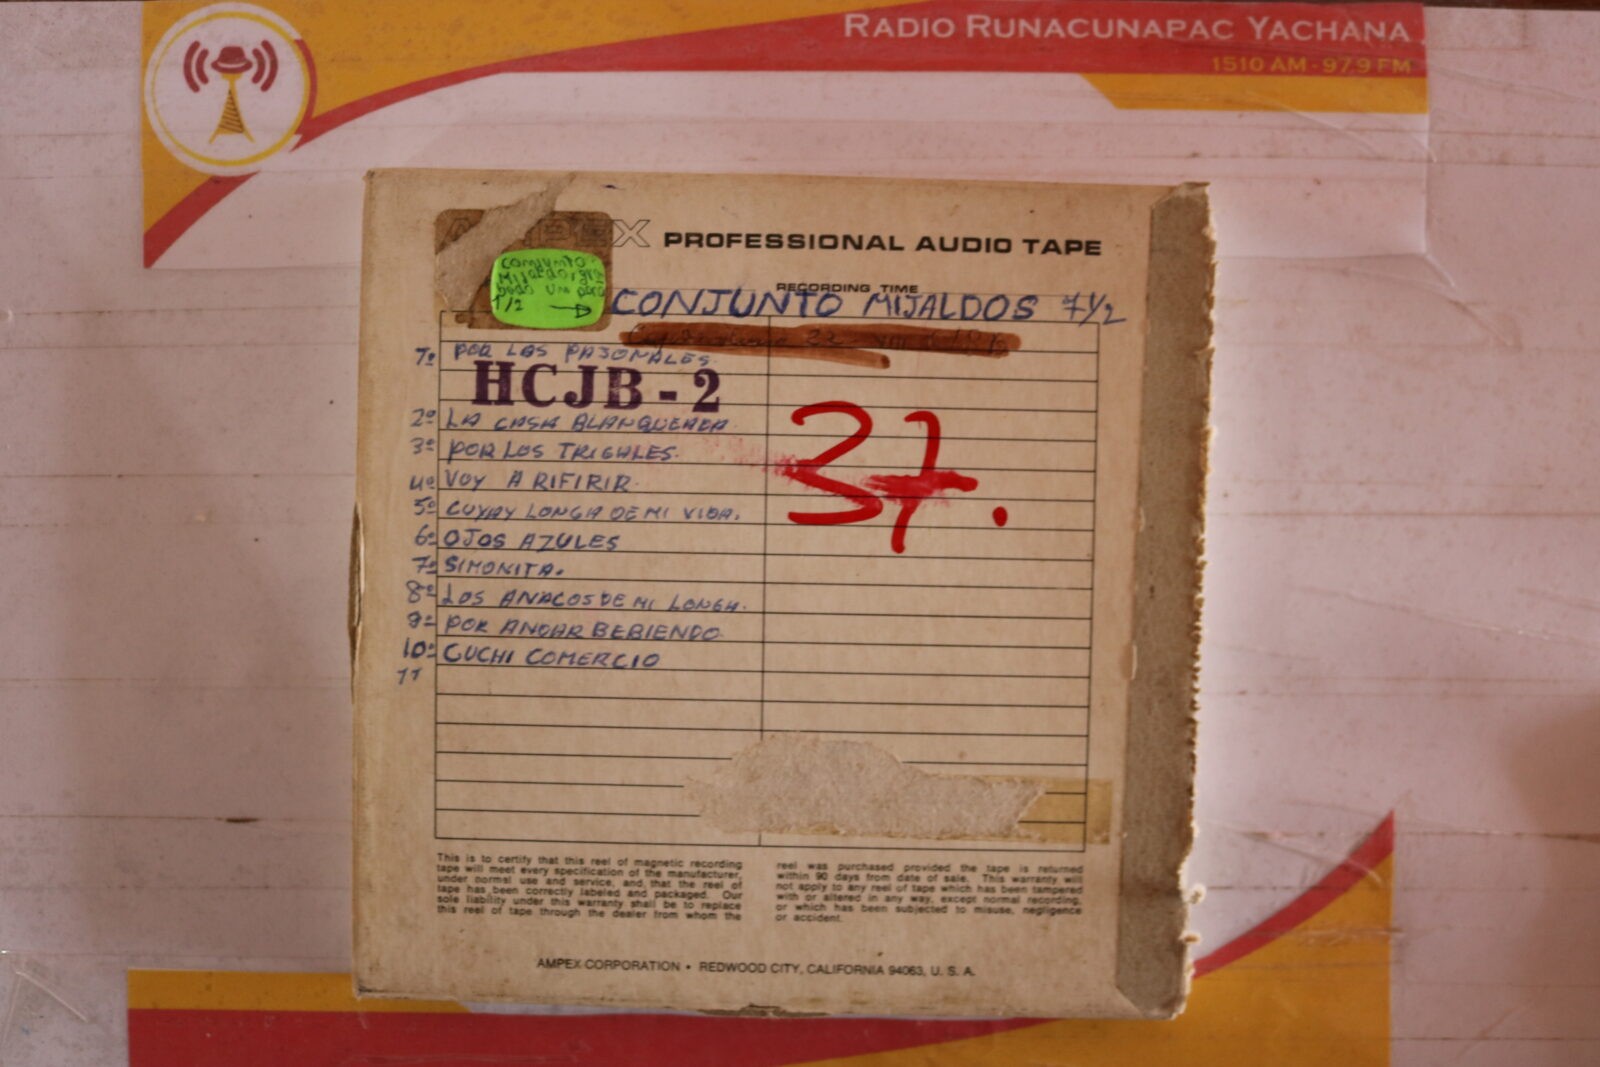 RADIO RUNACUNAPAC YACHANA
1510 AM - 97.9 FM
AMPEX PROFESSIONAL AUDIO TAPE
CONJUNTO
1/2
RECORDING TIME
CONJUNTO MIJALDOS 7 1/2
1º POR LOS PAJONALES.
HCJB - 2
2º LA CASA BLANQUEADA
3º POR LOS TRIGALES.
4º VOY A RIFIRIR.
5º CUYAY LONGA DE MI VIDA.
6º OJOS AZULES
7º SIMONITA.
8º LOS ANACOS DE MI LONGA.
9º POR ANDAR BEBIENDO.
10º CUCHI COMERCIO
11
37.
This is to certify that this reel of magnetic recording
tape will meet every specification of the manufacturer,
under normal use and service, and that the reel of
tape has been correctly labeled and packaged. Our
sole liability under this warranty shall be to replace
this reel of tape through the dealer from whom the
reel was purchased provided the tape is returned
within 90 days from date of sale. This warranty will
not apply to any reel of tape which has been tampered
with or altered in any way, except normal recording,
or which has been subjected to misuse, negligence
or accident.
AMPEX CORPORATION • REDWOOD CITY, CALIFORNIA 94063, U. S. A.